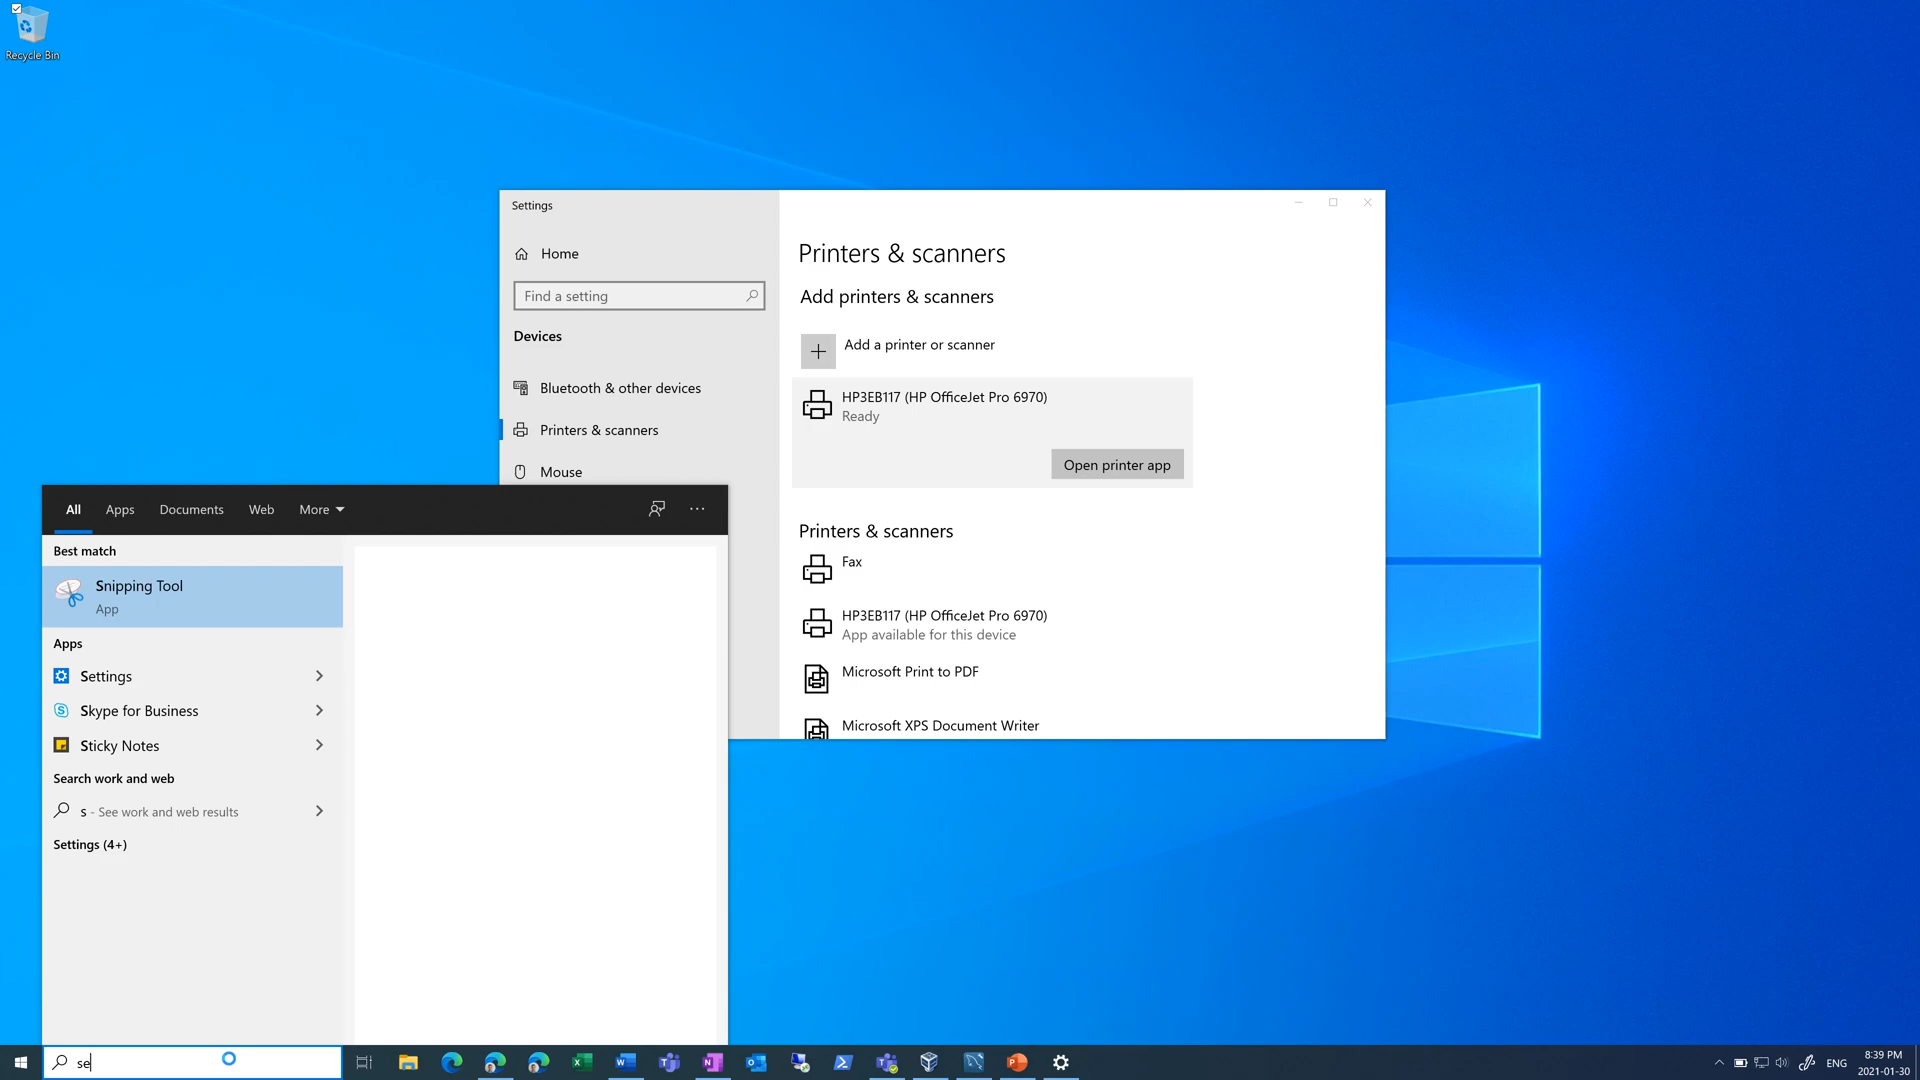 Recycle Bin
Settings
Home
Find a setting
Devices
Bluetooth & other devices
Printers & scanners
Mouse
Printers & scanners
Add printers & scanners
Add a printer or scanner
HP3EB117 (HP OfficeJet Pro 6970)
Ready
Open printer app
Printers & scanners
Fax
HP3EB117 (HP OfficeJet Pro 6970)
App available for this device
Microsoft Print to PDF
Microsoft XPS Document Writer
All Apps Documents Web More
Best match
Snipping Tool
App
Apps
Settings
Skype for Business
Sticky Notes
Search work and web
s - See work and web results
Settings (4+)
se
ENG
8:39 PM
2021-01-30